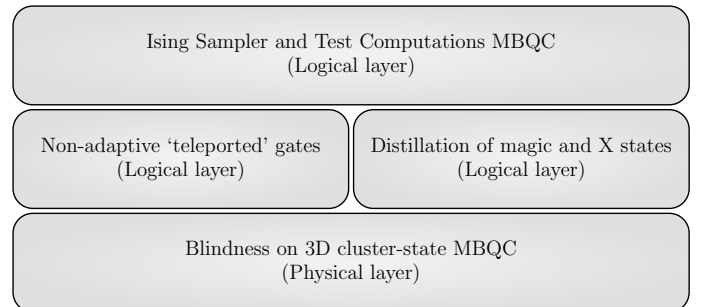 Ising Sampler and Test Computations MBQC
(Logical layer)
Non-adaptive ‘teleported’ gates
(Logical layer)
Distillation of magic and X states
(Logical layer)
Blindness on 3D cluster-state MBQC
(Physical layer)